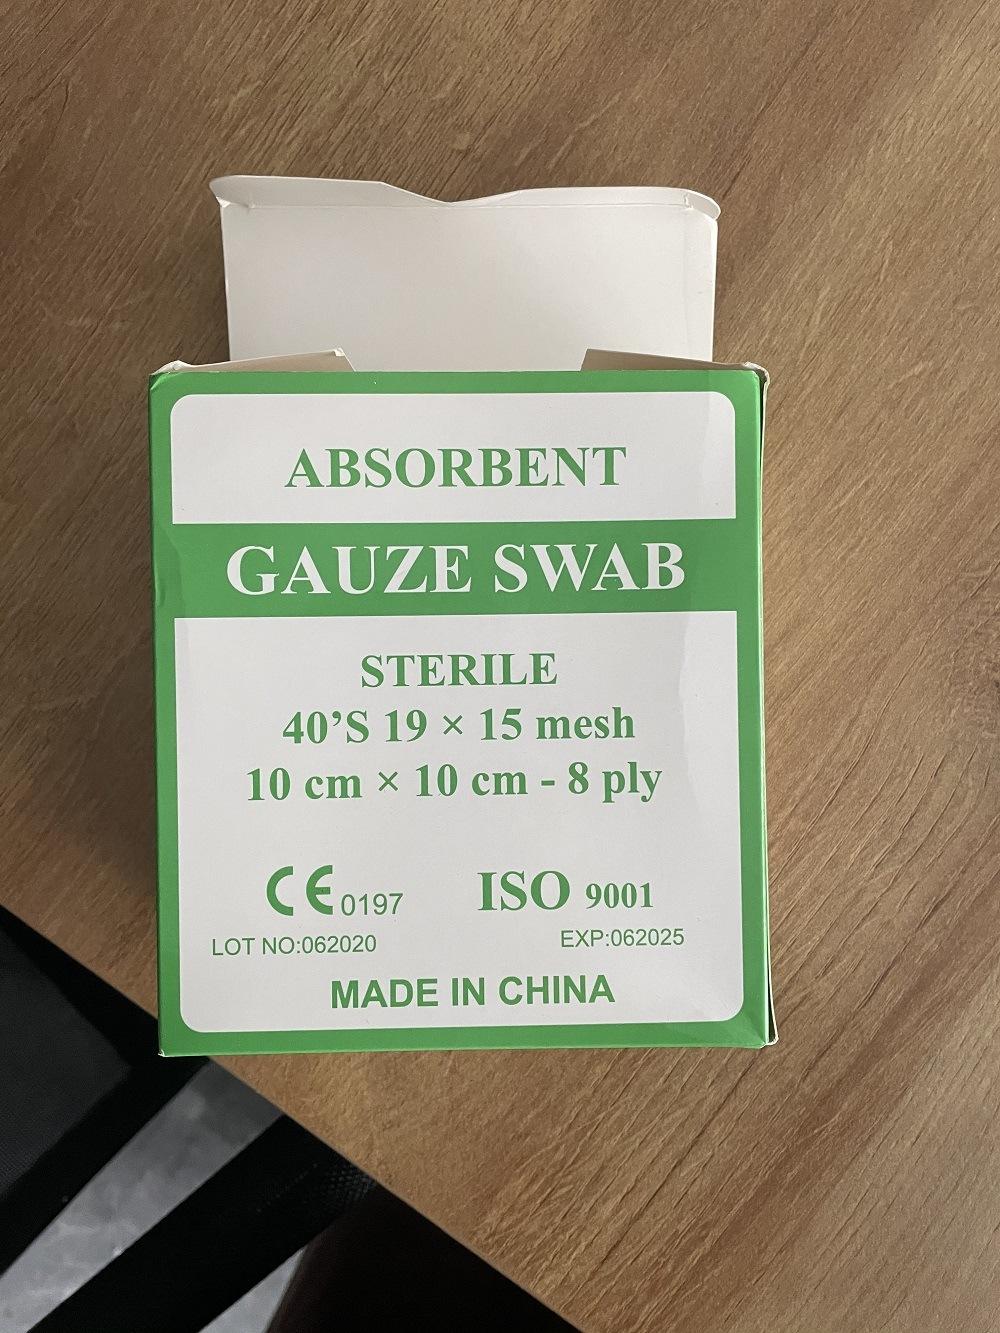 ABSORBENT
GAUZE SWAB
STERILE
40’S 19 × 15 mesh
10 cm × 10 cm - 8 ply
CE 0197 ISO 9001
LOT NO:062020 EXP:062025
MADE IN CHINA